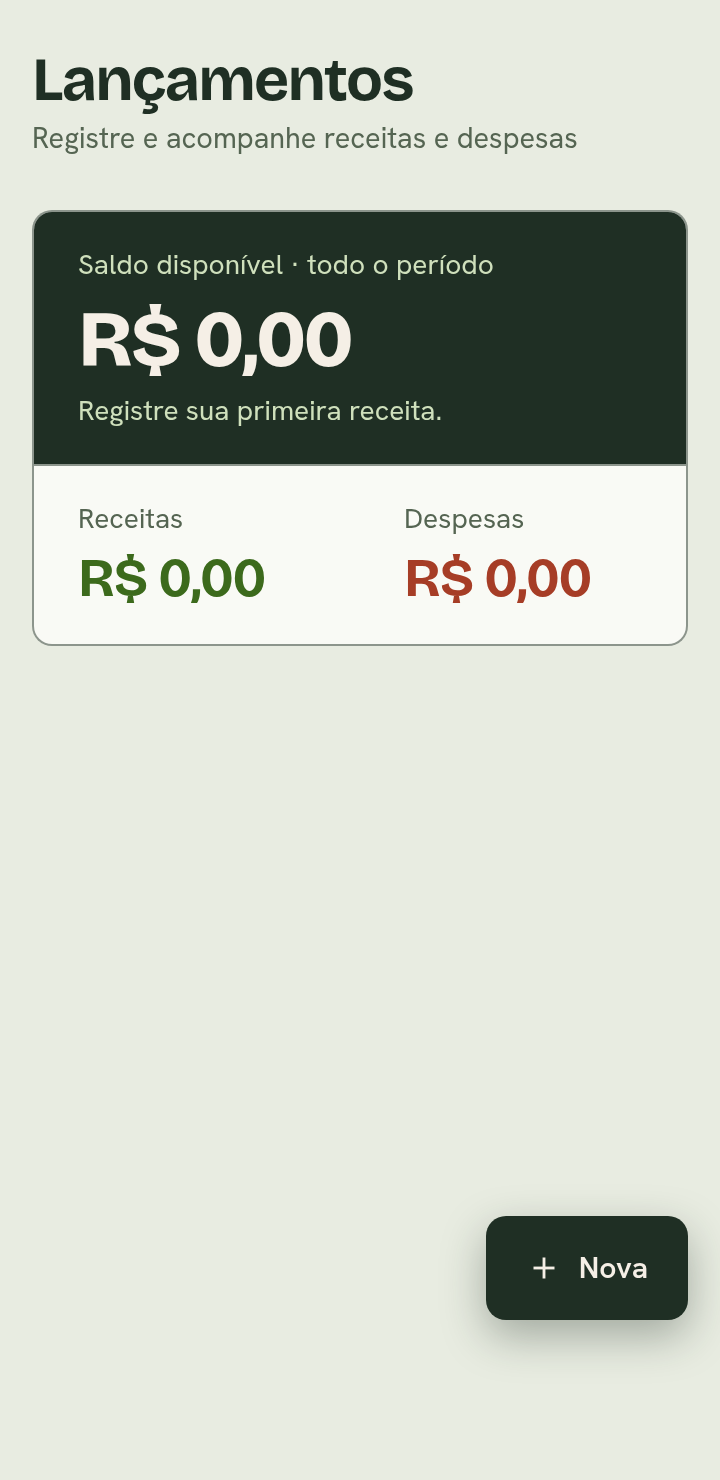 Lançamentos
Registre e acompanhe receitas e despesas
Saldo disponível · todo o período
R$ 0,00
Registre sua primeira receita.
Receitas
Despesas
R$ 0,00
R$ 0,00
+ Nova